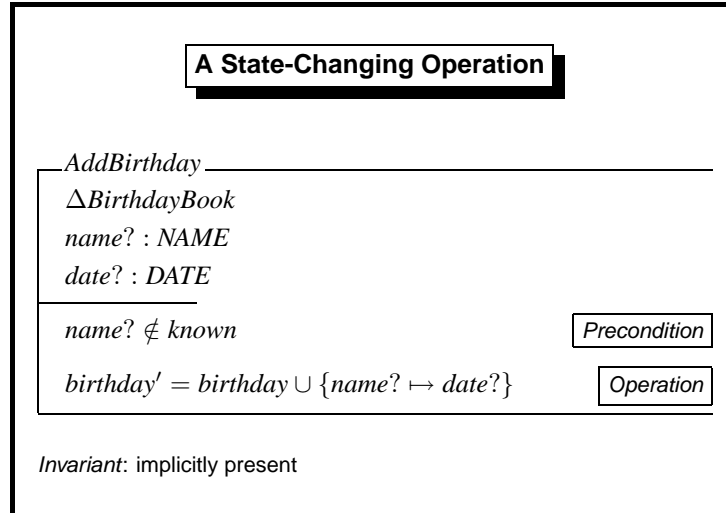 A State-Changing Operation
AddBirthday
ΔBirthdayBook
name? : NAME
date? : DATE
name? ∉ known Precondition
birthday′ = birthday ∪ {name? ↦ date?} Operation
Invariant: implicitly present